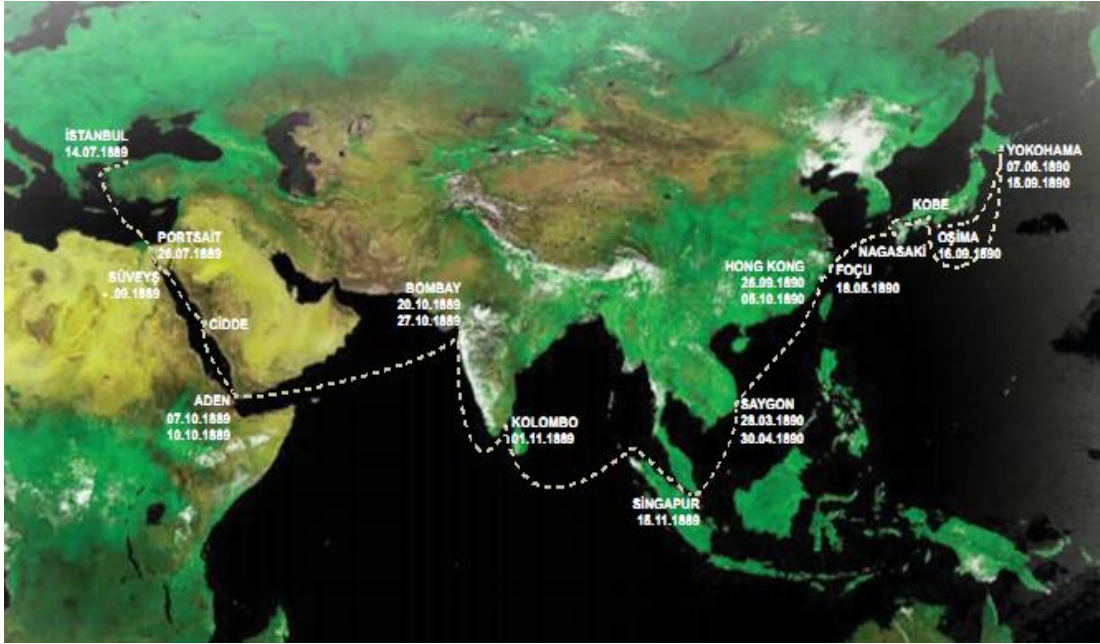 İSTANBUL
14.07.1889
PORTSAİT
26.07.1889
SÜVEYŞ
-.09.1889
CİDDE
ADEN
07.10.1889
10.10.1889
BOMBAY
20.10.1889
27.10.1889
KOLOMBO
01.11.1889
SİNGAPUR
15.11.1889
SAYGON
28.03.1890
30.04.1890
HONG KONG
26.09.1890
05.10.1890
FOÇU
18.05.1890
NAGASAKİ
KOBE
OŞİMA
16.09.1890
YOKOHAMA
07.06.1890
15.09.1890